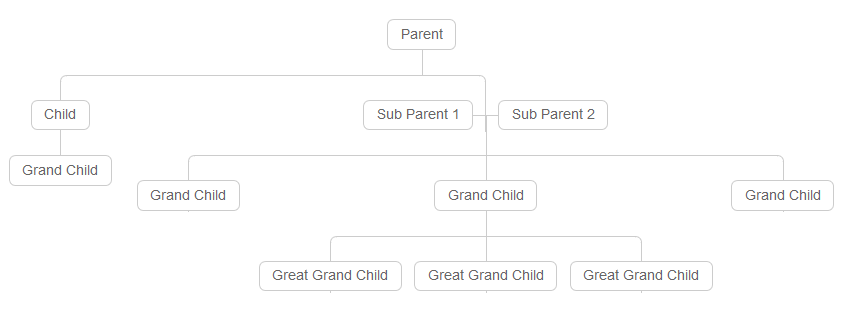 Parent
Child
Sub Parent 1
Sub Parent 2
Grand Child
Grand Child
Grand Child
Grand Child
Great Grand Child
Great Grand Child
Great Grand Child